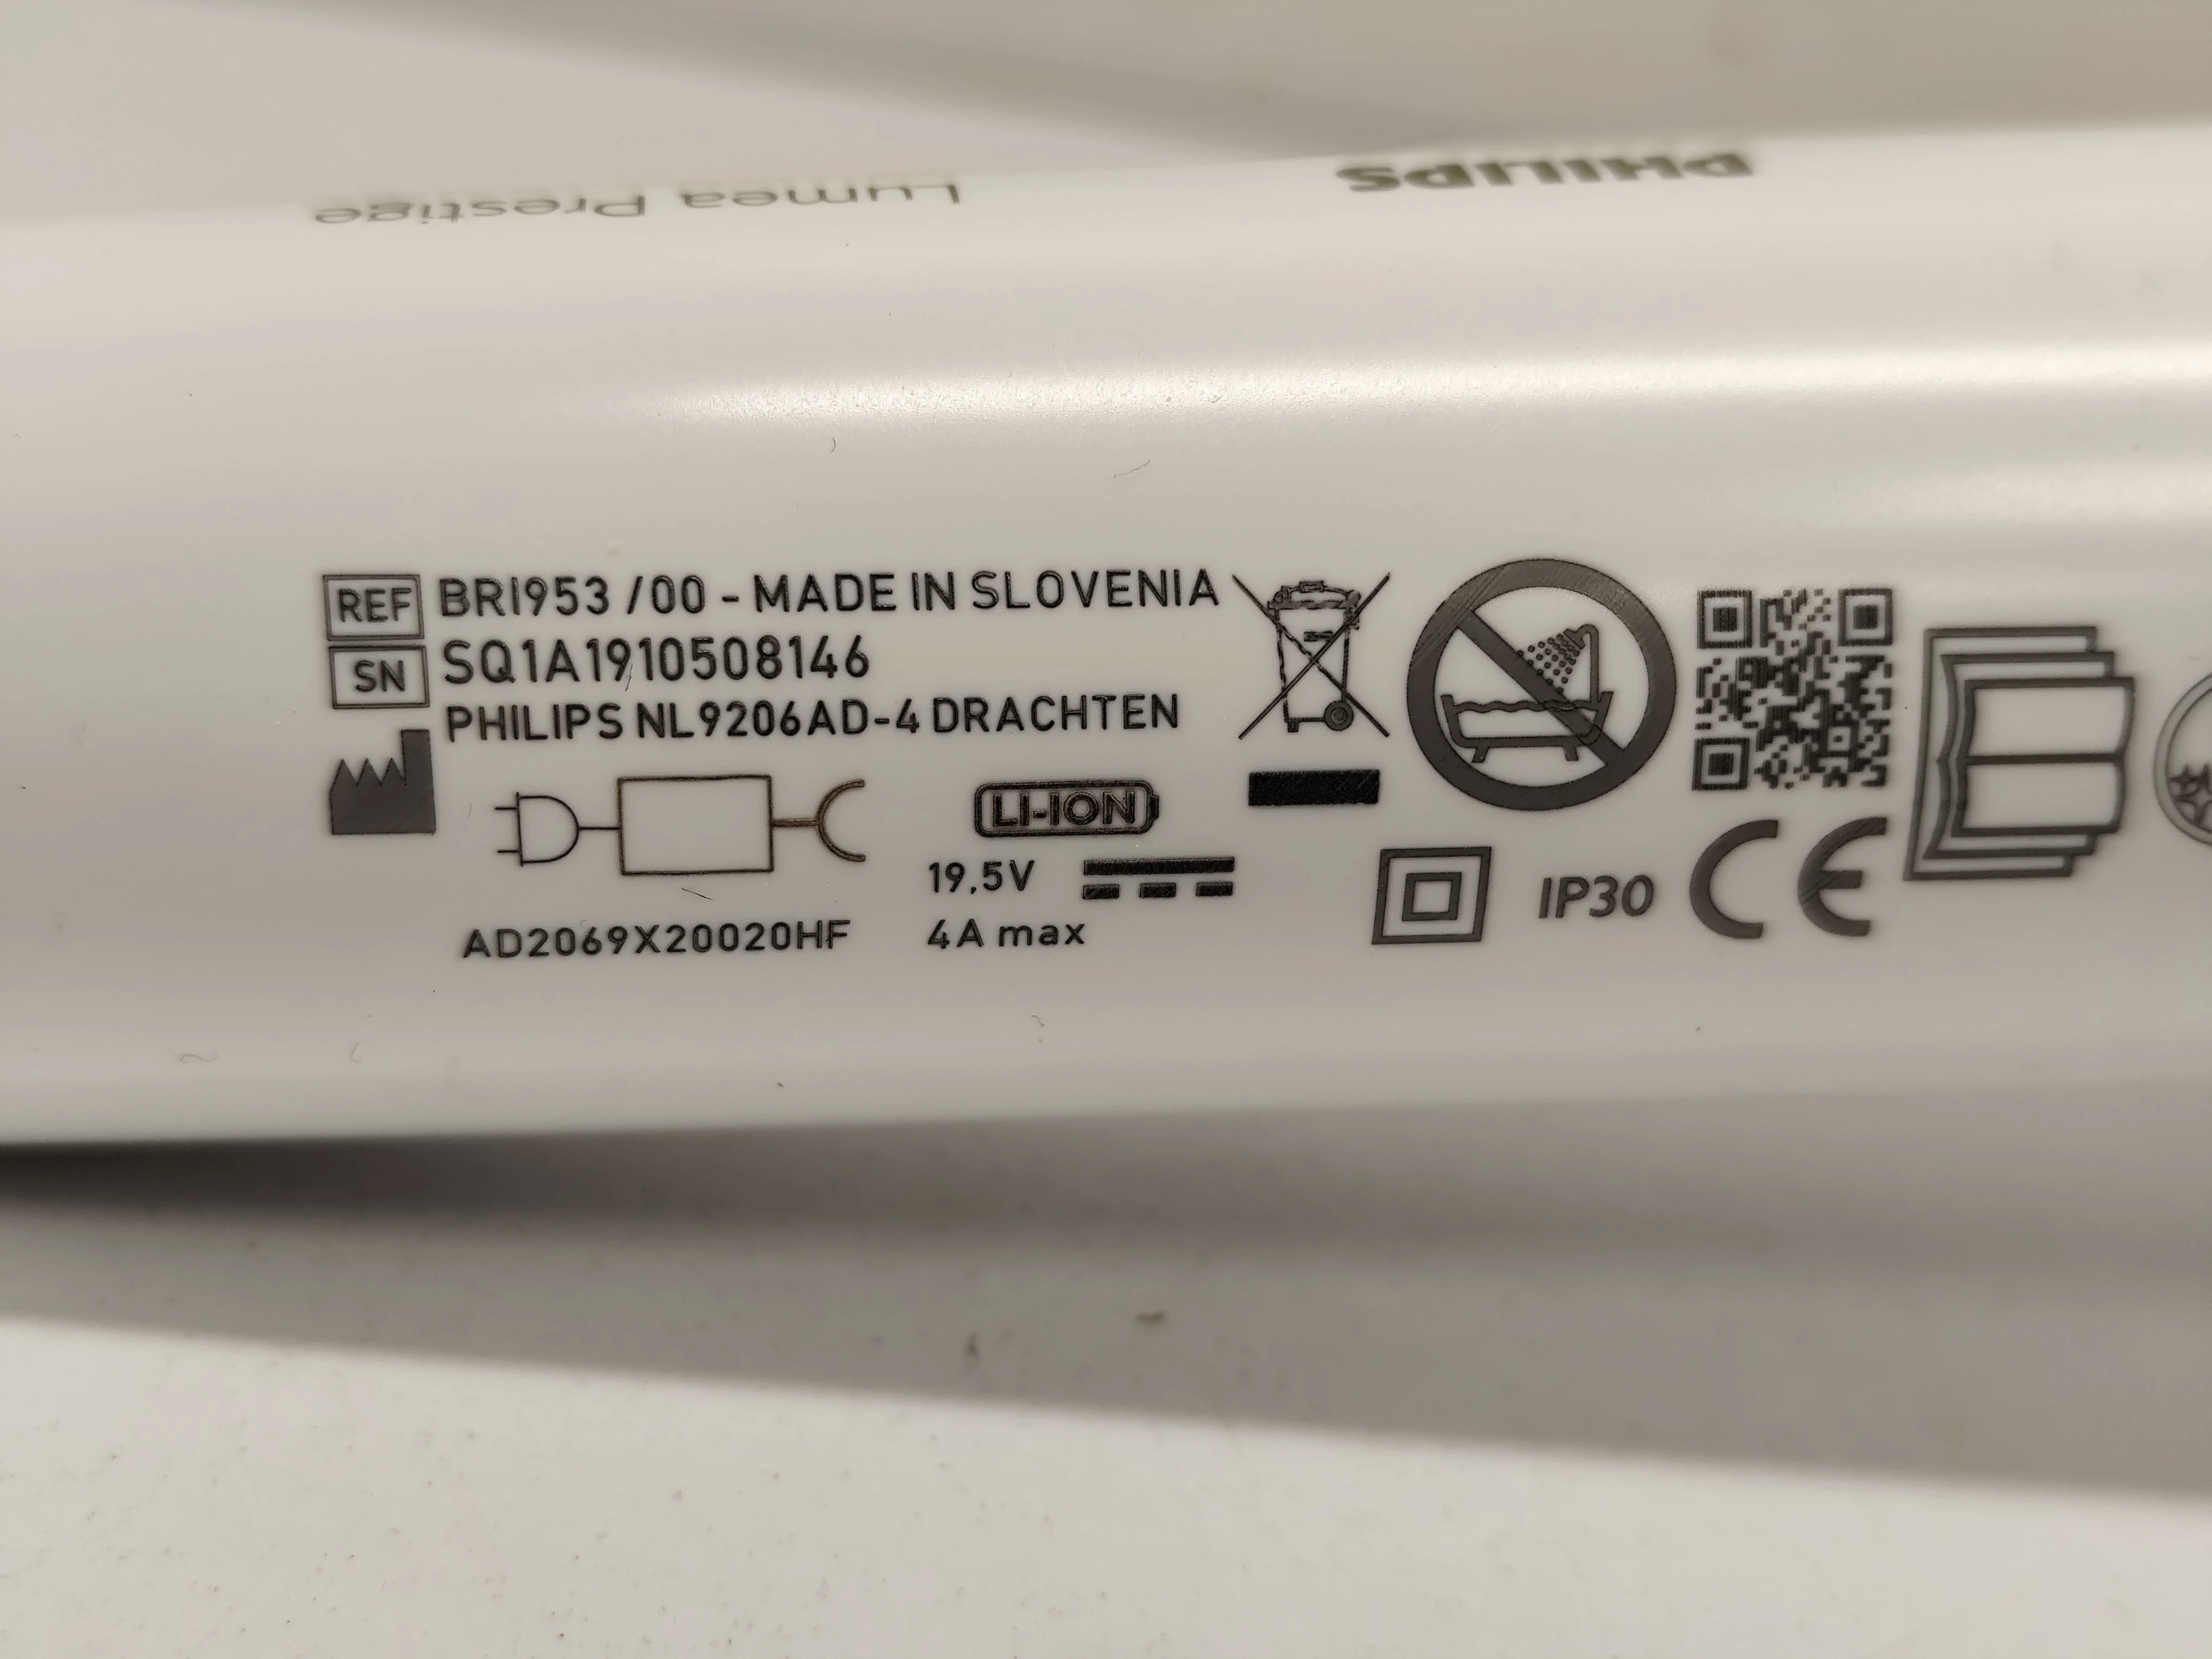 PHILIPS
Lumea Prestige
REF BRI953 /00 - MADE IN SLOVENIA
SN SQ1A1910508146
PHILIPS NL9206AD-4 DRACHTEN
LI-ION
19,5V
AD2069X20020HF 4A max
IP30
CE